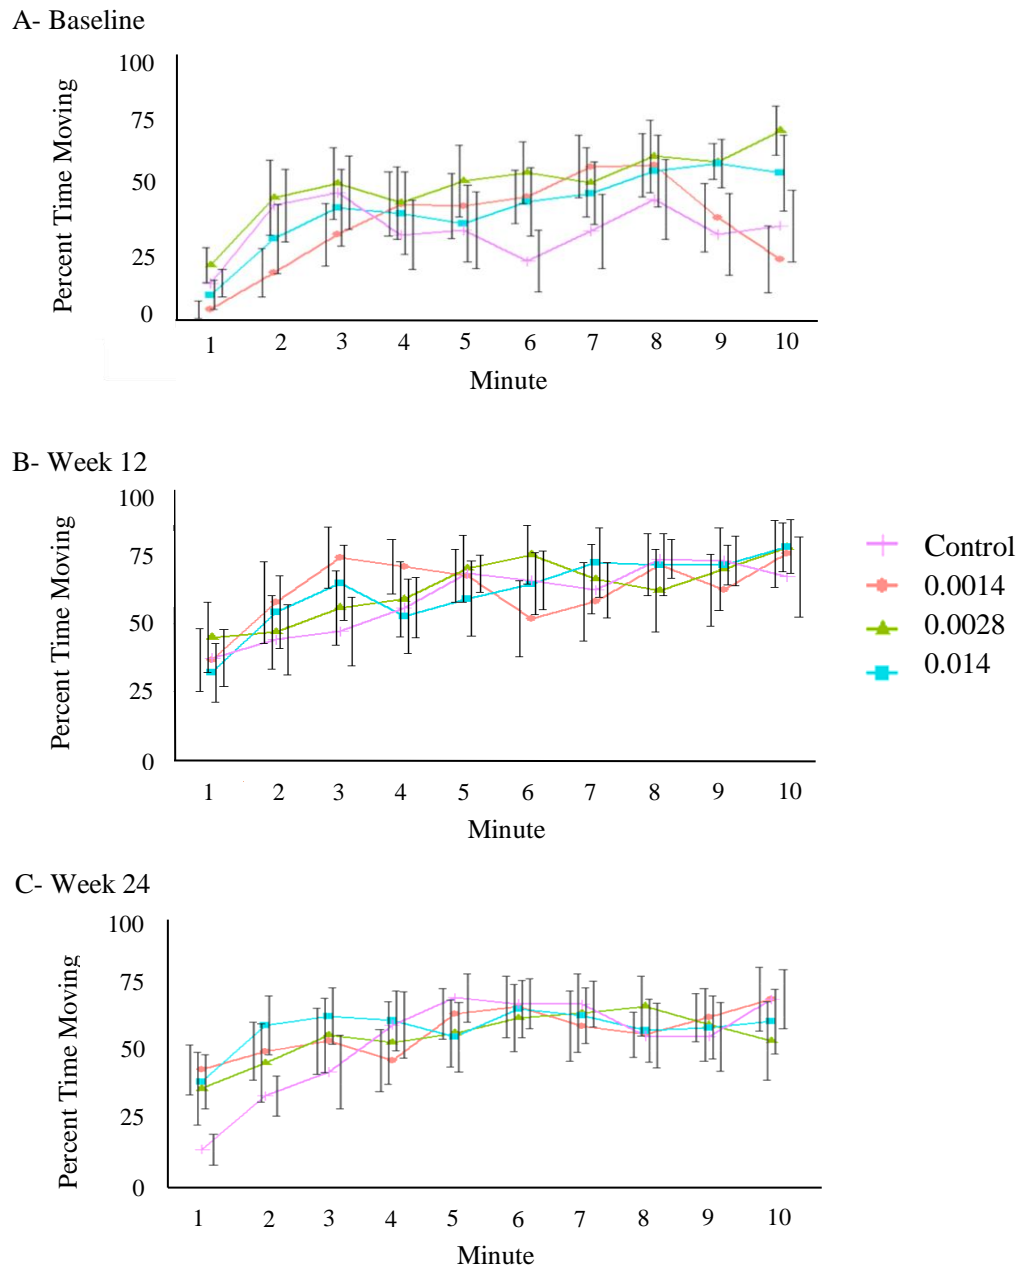 A- Baseline
Percent Time Moving
100
75
50
25
0
1 2 3 4 5 6 7 8 9 10
Minute
B- Week 12
Percent Time Moving
100
75
50
25
0
1 2 3 4 5 6 7 8 9 10
Minute
Control
0.0014
0.0028
0.014
C- Week 24
Percent Time Moving
100
75
50
25
0
1 2 3 4 5 6 7 8 9 10
Minute